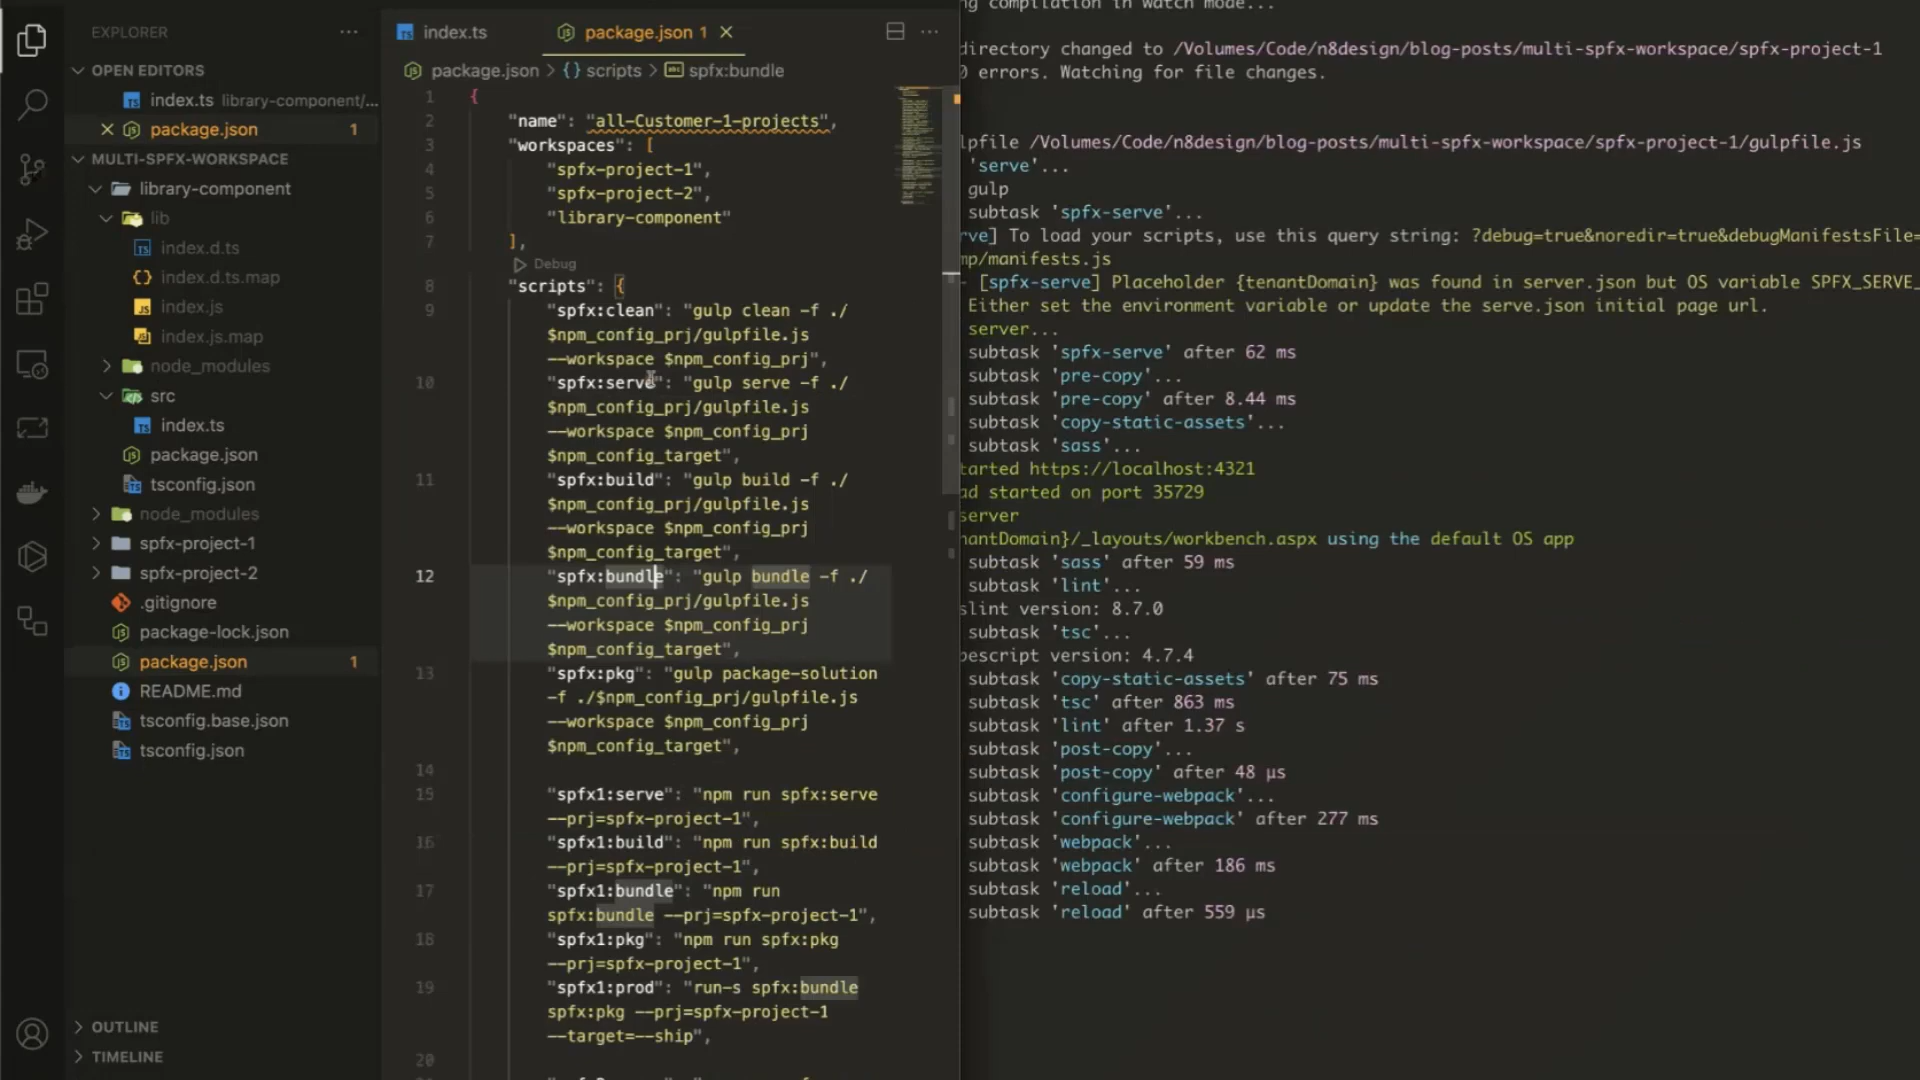 EXPLORER
OPEN EDITORS
index.ts library-component/...
package.json 1
MULTI-SPFX-WORKSPACE
library-component
lib
index.d.ts
index.d.ts.map
index.js
index.js.map
node_modules
src
index.ts
package.json
tsconfig.json
node_modules
spfx-project-1
spfx-project-2
.gitignore
package-lock.json
package.json 1
README.md
tsconfig.base.json
tsconfig.json
OUTLINE
TIMELINE
index.ts
package.json 1
package.json > {} scripts > spfx:bundle
1 {
2 "name": "all-Customer-1-projects",
3 "workspaces": [
4 "spfx-project-1",
5 "spfx-project-2",
6 "library-component"
7 ],
Debug
8 "scripts": {
9 "spfx:clean": "gulp clean -f ./
$npm_config_prj/gulpfile.js
--workspace $npm_config_prj",
10 "spfx:serve": "gulp serve -f ./
$npm_config_prj/gulpfile.js
--workspace $npm_config_prj
$npm_config_target",
11 "spfx:build": "gulp build -f ./
$npm_config_prj/gulpfile.js
--workspace $npm_config_prj
$npm_config_target",
12 "spfx:bundle": "gulp bundle -f ./
$npm_config_prj/gulpfile.js
--workspace $npm_config_prj
$npm_config_target",
13 "spfx:pkg": "gulp package-solution
-f ./$npm_config_prj/gulpfile.js
--workspace $npm_config_prj
$npm_config_target",
14
15 "spfx1:serve": "npm run spfx:serve
--prj=spfx-project-1",
16 "spfx1:build": "npm run spfx:build
--prj=spfx-project-1",
17 "spfx1:bundle": "npm run
spfx:bundle --prj=spfx-project-1",
18 "spfx1:pkg": "npm run spfx:pkg
--prj=spfx-project-1",
19 "spfx1:prod": "run-s spfx:bundle
spfx:pkg --prj=spfx-project-1
--target=--ship",
20
compilation in watch mode...
directory changed to /Volumes/Code/n8design/blog-posts/multi-spfx-workspace/spfx-project-1
errors. Watching for file changes.
lpfile /Volumes/Code/n8design/blog-posts/multi-spfx-workspace/spfx-project-1/gulpfile.js
'serve'...
gulp
subtask 'spfx-serve'...
rve] To load your scripts, use this query string: ?debug=true&noredir=true&debugManifestsFile=
mp/manifests.js
- [spfx-serve] Placeholder {tenantDomain} was found in server.json but OS variable SPFX_SERVE_
Either set the environment variable or update the serve.json initial page url.
server...
subtask 'spfx-serve' after 62 ms
subtask 'pre-copy'...
subtask 'pre-copy' after 8.44 ms
subtask 'copy-static-assets'...
subtask 'sass'...
tarted https://localhost:4321
ad started on port 35729
server
nantDomain}/_layouts/workbench.aspx using the default OS app
subtask 'sass' after 59 ms
subtask 'lint'...
slint version: 8.7.0
subtask 'tsc'...
pescript version: 4.7.4
subtask 'copy-static-assets' after 75 ms
subtask 'tsc' after 863 ms
subtask 'lint' after 1.37 s
subtask 'post-copy'...
subtask 'post-copy' after 48 μs
subtask 'configure-webpack'...
subtask 'configure-webpack' after 277 ms
subtask 'webpack'...
subtask 'webpack' after 186 ms
subtask 'reload'...
subtask 'reload' after 559 μs